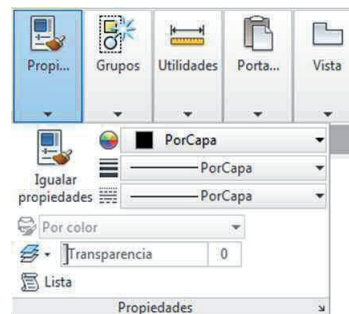 Propi... Grupos Utilidades Porta... Vista
PorCapa
Igualar propiedades
PorCapa
PorCapa
Por color
Transparencia 0
Lista
Propiedades